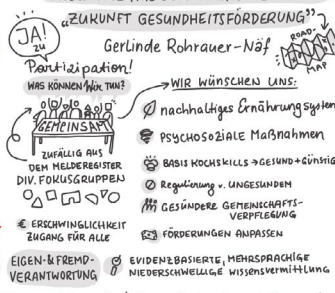 „ZUKUNFT GESUNDHEITSFÖRDERUNG“
JA!
zu
Partizipation!
Gerlinde Rohrauer-Näf
ROAD-
MAP
WAS KÖNNEN Wir TUN?
GEMEINSAM
ZUFÄLLIG AUS
DEM MELDEREGISTER
DIV. FOKUSGRUPPEN
€ ERSCHWINGLICHKEIT
ZUGANG FÜR ALLE
EIGEN-&FREMD-
VERANTWORTUNG
WIR WÜNSCHEN UNS:
nachhaltiges Ernährungssystem
PSYCHOSOZIALE MAẞNAHMEN
BASIS KOCHSKILLS → GESUND+GÜNSTIG
Regulierung v. UNGESUNDEM
GESÜNDERE GEMEINSCHAFTS-
VERPFLEGUNG
FÖRDERUNGEN ANPASSEN
EVIDENZBASIERTE, MEHRSPRACHIGE
NIEDERSCHWELLIGE WISSENSVERMITTLUNG